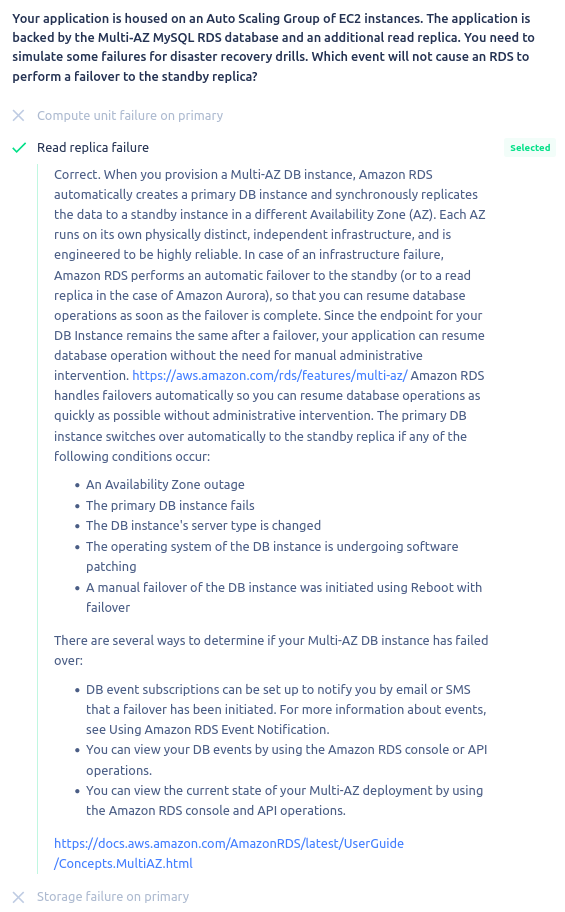 Your application is housed on an Auto Scaling Group of EC2 instances. The application is
backed by the Multi-AZ MySQL RDS database and an additional read replica. You need to
simulate some failures for disaster recovery drills. Which event will not cause an RDS to
perform a failover to the standby replica?
Compute unit failure on primary
Read replica failure
Selected
Correct. When you provision a Multi-AZ DB instance, Amazon RDS
automatically creates a primary DB instance and synchronously replicates
the data to a standby instance in a different Availability Zone (AZ). Each AZ
runs on its own physically distinct, independent infrastructure, and is
engineered to be highly reliable. In case of an infrastructure failure,
Amazon RDS performs an automatic failover to the standby (or to a read
replica in the case of Amazon Aurora), so that you can resume database
operations as soon as the failover is complete. Since the endpoint for your
DB Instance remains the same after a failover, your application can resume
database operation without the need for manual administrative
intervention. https://aws.amazon.com/rds/features/multi-az/ Amazon RDS
handles failovers automatically so you can resume database operations as
quickly as possible without administrative intervention. The primary DB
instance switches over automatically to the standby replica if any of the
following conditions occur:
• An Availability Zone outage
• The primary DB instance fails
• The DB instance's server type is changed
• The operating system of the DB instance is undergoing software
patching
• A manual failover of the DB instance was initiated using Reboot with
failover
There are several ways to determine if your Multi-AZ DB instance has failed
over:
• DB event subscriptions can be set up to notify you by email or SMS
that a failover has been initiated. For more information about events,
see Using Amazon RDS Event Notification.
• You can view your DB events by using the Amazon RDS console or API
operations.
• You can view the current state of your Multi-AZ deployment by using
the Amazon RDS console and API operations.
https://docs.aws.amazon.com/AmazonRDS/latest/UserGuide
/Concepts.MultiAZ.html
Storage failure on primary